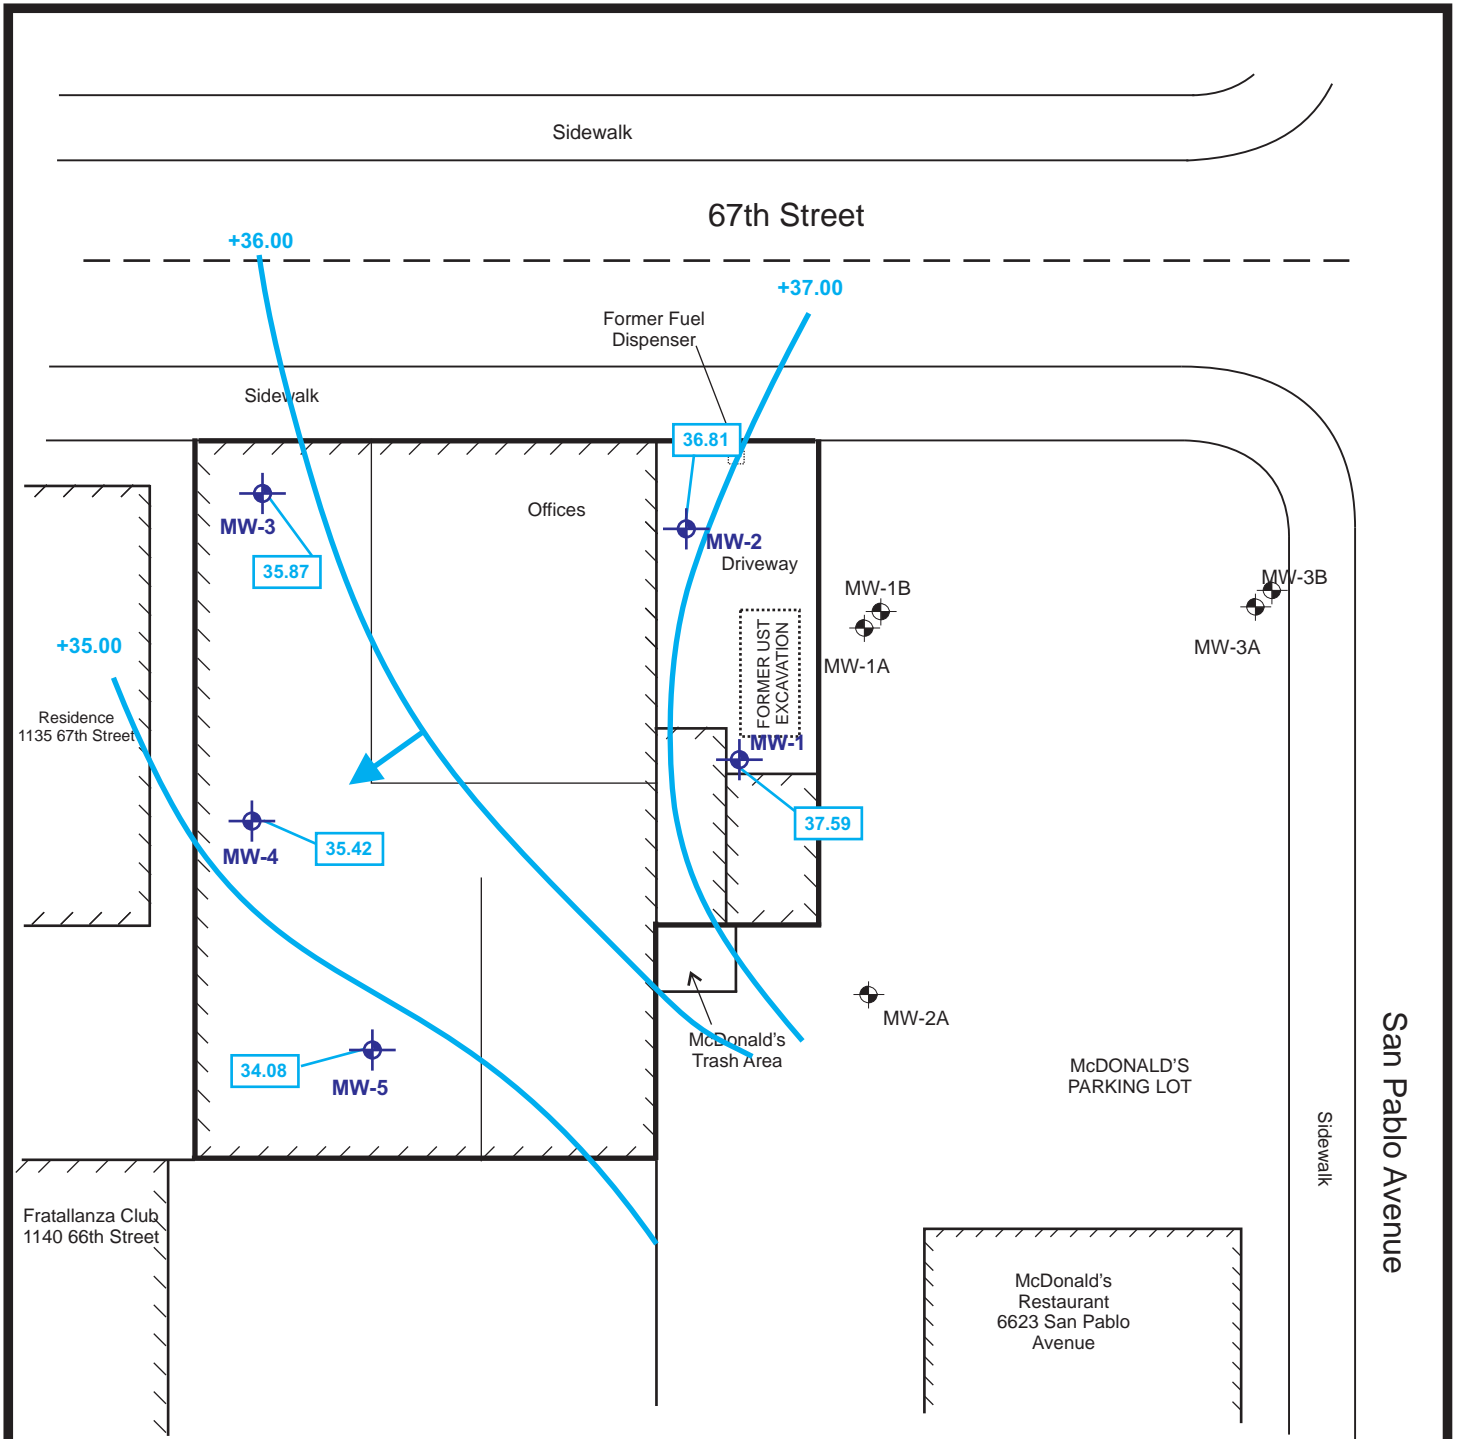 Sidewalk
67th Street
+36.00
+37.00
Former Fuel
Dispenser
Sidewalk
36.81
MW-3
Offices
MW-2
Driveway
35.87
MW-1B
MW-3B
FORMER UST
EXCAVATION
MW-1A
MW-3A
+35.00
Residence
1135 67th Street
MW-1
37.59
35.42
MW-4
MW-2A
McDonald's
Trash Area
34.08
MW-5
McDONALD'S
PARKING LOT
San Pablo Avenue
Sidewalk
Fratallanza Club
1140 66th Street
McDonald's
Restaurant
6623 San Pablo
Avenue